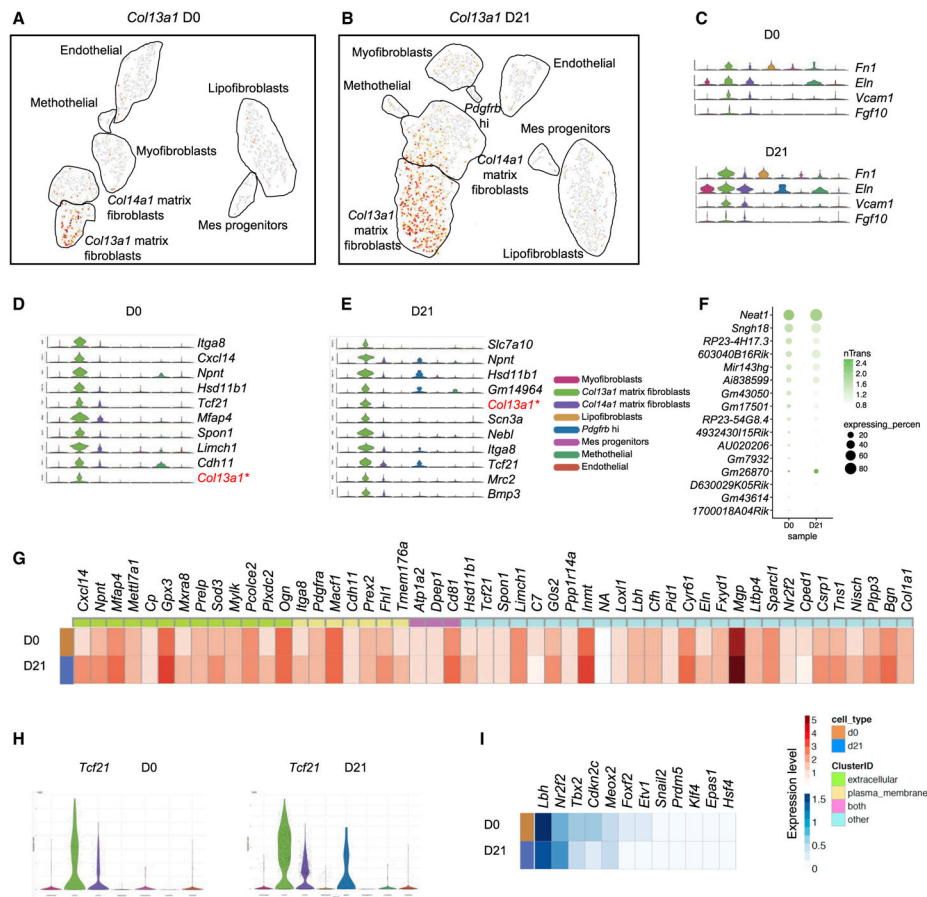 A
Col13a1 D0
Endothelial
Lipofibroblasts
Methothelial
Myofibroblasts
Col14a1 matrix
fibroblasts
Mes progenitors
Col13a1 matrix
fibroblasts
B
Col13a1 D21
Myofibroblasts
Endothelial
Methothelial
Pdgfrb
hi
Mes progenitors
Col14a1
matrix
fibroblasts
Col13a1
matrix
fibroblasts
Lipofibroblasts
C
D0
Fn1
Eln
Vcam1
Fgf10
D21
Fn1
Eln
Vcam1
Fgf10
D
D0
Itga8
Cxcl14
Npnt
Hsd11b1
Tcf21
Mfap4
Spon1
Limch1
Cdh11
Col13a1*
E
D21
Slc7a10
Npnt
Hsd11b1
Gm14964
Col13a1*
Scn3a
Nebl
Itga8
Tcf21
Mrc2
Bmp3
Myofibroblasts
Col13a1 matrix fibroblasts
Col14a1 matrix fibroblasts
Lipofibroblasts
Pdgfrb hi
Mes progenitors
Methothelial
Endothelial
F
Neat1
Sngh18
RP23-4H17.3
603040B16Rik
Mir143hg
Ai838599
Gm43050
Gm17501
RP23-54G8.4
4932430I15Rik
AU020206
Gm7932
Gm26870
D630029K05Rik
Gm43614
1700018A04Rik
D0 D21
sample
nTrans
2.4
2.0
1.6
1.2
0.8
expressing_percen
20
40
60
80
G
Cxcl14 Npnt Mfap4 Mettl7a1 Cp Gpx3 Mxra8 Prelp Sod3 Mylk Pcolce2 Plxdc2 Ogn Itga8 Pdgfra Macf1 Cdh11 Prex2 Fhl1 Tmem176a Atp1a2 Dpep1 Cd81 Hsd11b1 Tcf21 Spon1 Limch1 C7 G0s2 Ppp1r14a Inmt NA Loxl1 Lbh Cfh Pid1 Cyr61 Eln Fxyd1 Mgp Ltbp4 Sparcl1 Nr2f2 Cped1 Csrp1 Tns1 Nisch Plpp3 Bgn Col1a1
D0
D21
H
Tcf21 D0
Tcf21 D21
I
Lbh Nr2f2 Tbx2 Cdkn2c Meox2 Foxf2 Etv1 Snail2 Prdm5 Klf4 Epas1 Hsf4
D0
D21
Expression level
5
4
3
2
1
1.5
1
0.5
0
cell_type
d0
d21
ClusterID
extracellular
plasma_membrane
both
other